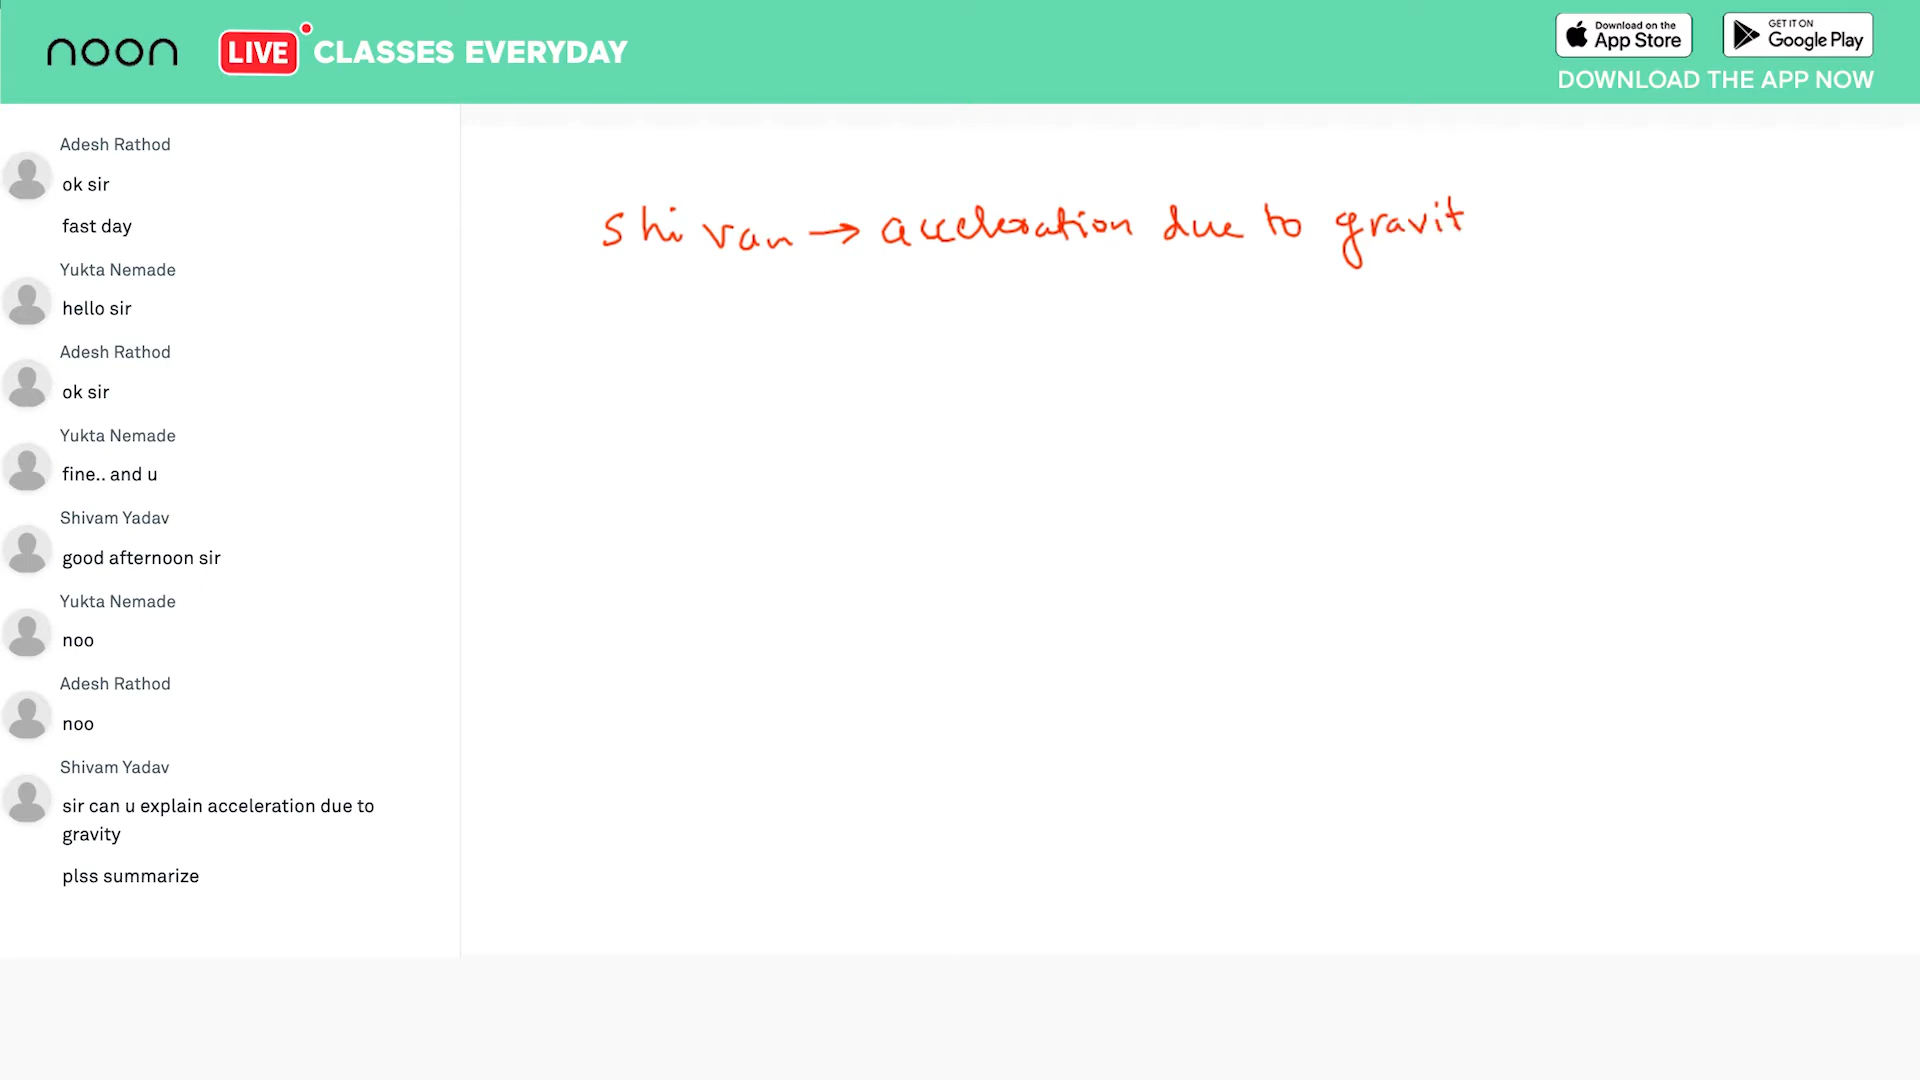 noon LIVE CLASSES EVERYDAY
Download on the App Store
GET IT ON Google Play
DOWNLOAD THE APP NOW
Adesh Rathod
ok sir
fast day
Yukta Nemade
hello sir
Adesh Rathod
ok sir
Yukta Nemade
fine.. and u
Shivam Yadav
good afternoon sir
Yukta Nemade
noo
Adesh Rathod
noo
Shivam Yadav
sir can u explain acceleration due to
gravity
plss summarize
shivan → acceleration due to gravit